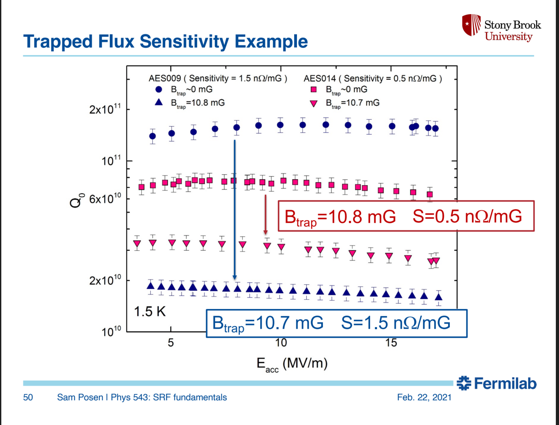 Stony Brook
University
Trapped Flux Sensitivity Example
AES009 ( Sensitivity = 1.5 nΩ/mG ) AES014 ( Sensitivity = 0.5 nΩ/mG )
B_trap~0 mG B_trap~0 mG
B_trap=10.8 mG B_trap=10.7 mG
2x10^11
10^11
6x10^10
2x10^10
10^10
Q_0
B_trap=10.8 mG S=0.5 nΩ/mG
1.5 K
B_trap=10.7 mG S=1.5 nΩ/mG
5 10 15
E_acc (MV/m)
50 Sam Posen | Phys 543: SRF fundamentals Feb. 22, 2021
Fermilab